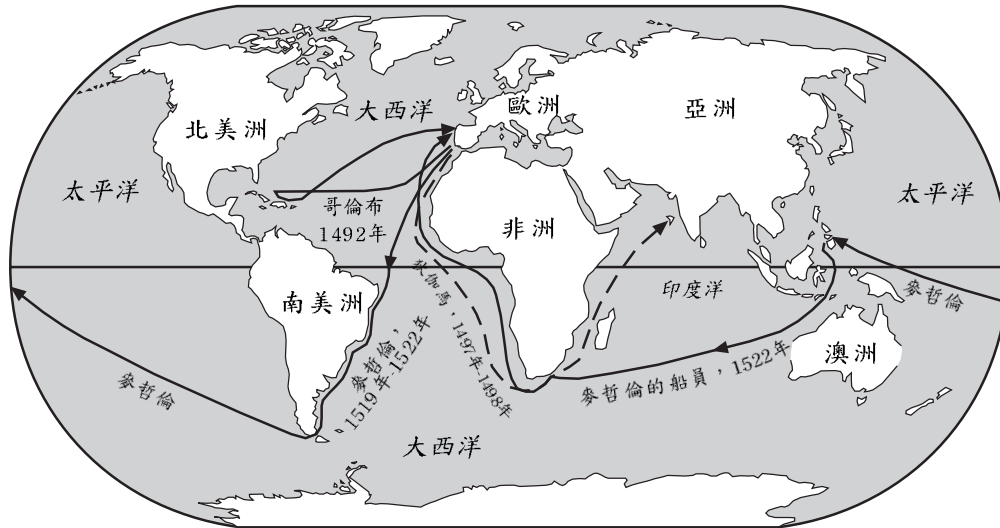 大西洋
歐洲
亞洲
北美洲
太平洋
太平洋
哥倫布
1492年
非洲
狄伽馬，1497年-1498年
印度洋
麥哲倫
南美洲
麥哲倫，
1519年-1522年
澳洲
麥哲倫
麥哲倫的船員，1522年
大西洋